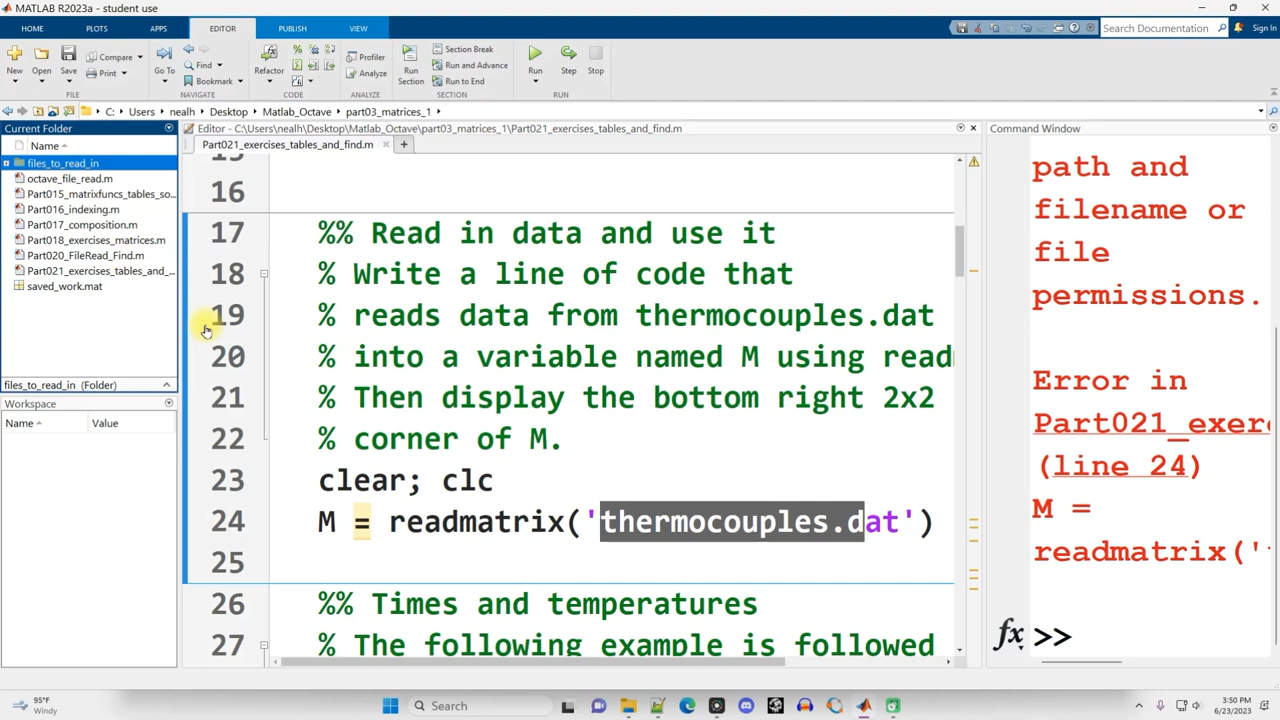 MATLAB R2023a - student use
HOME PLOTS APPS EDITOR PUBLISH VIEW Search Documentation Sign In
New Open Save Compare Print Go To Find Bookmark Refactor Profiler Analyze Run Section Section Break Run and Advance Run to End Run Step Stop
FILE NAVIGATE CODE ANALYZE SECTION RUN
C: Users nealh Desktop Matlab_Octave part03_matrices_1
Current Folder
Name
files_to_read_in
octave_file_read.m
Part015_matrixfuncs_tables_so...
Part016_indexing.m
Part017_composition.m
Part018_exercises_matrices.m
Part020_FileRead_Find.m
Part021_exercises_tables_and_...
saved_work.mat
files_to_read_in (Folder)
Workspace
Name Value
Editor - C:\Users\nealh\Desktop\Matlab_Octave\part03_matrices_1\Part021_exercises_tables_and_find.m
Part021_exercises_tables_and_find.m
15
16
17 %% Read in data and use it
18 % Write a line of code that
19 % reads data from thermocouples.dat
20 % into a variable named M using read
21 % Then display the bottom right 2x2
22 % corner of M.
23 clear; clc
24 M = readmatrix('thermocouples.dat')
25
26 %% Times and temperatures
27 % The following example is followed
Command Window
path and
filename or
file
permissions.
Error in
Part021_exer
(line 24)
M =
readmatrix('
fx >>
95°F
Windy
Search
3:50 PM
6/23/2023